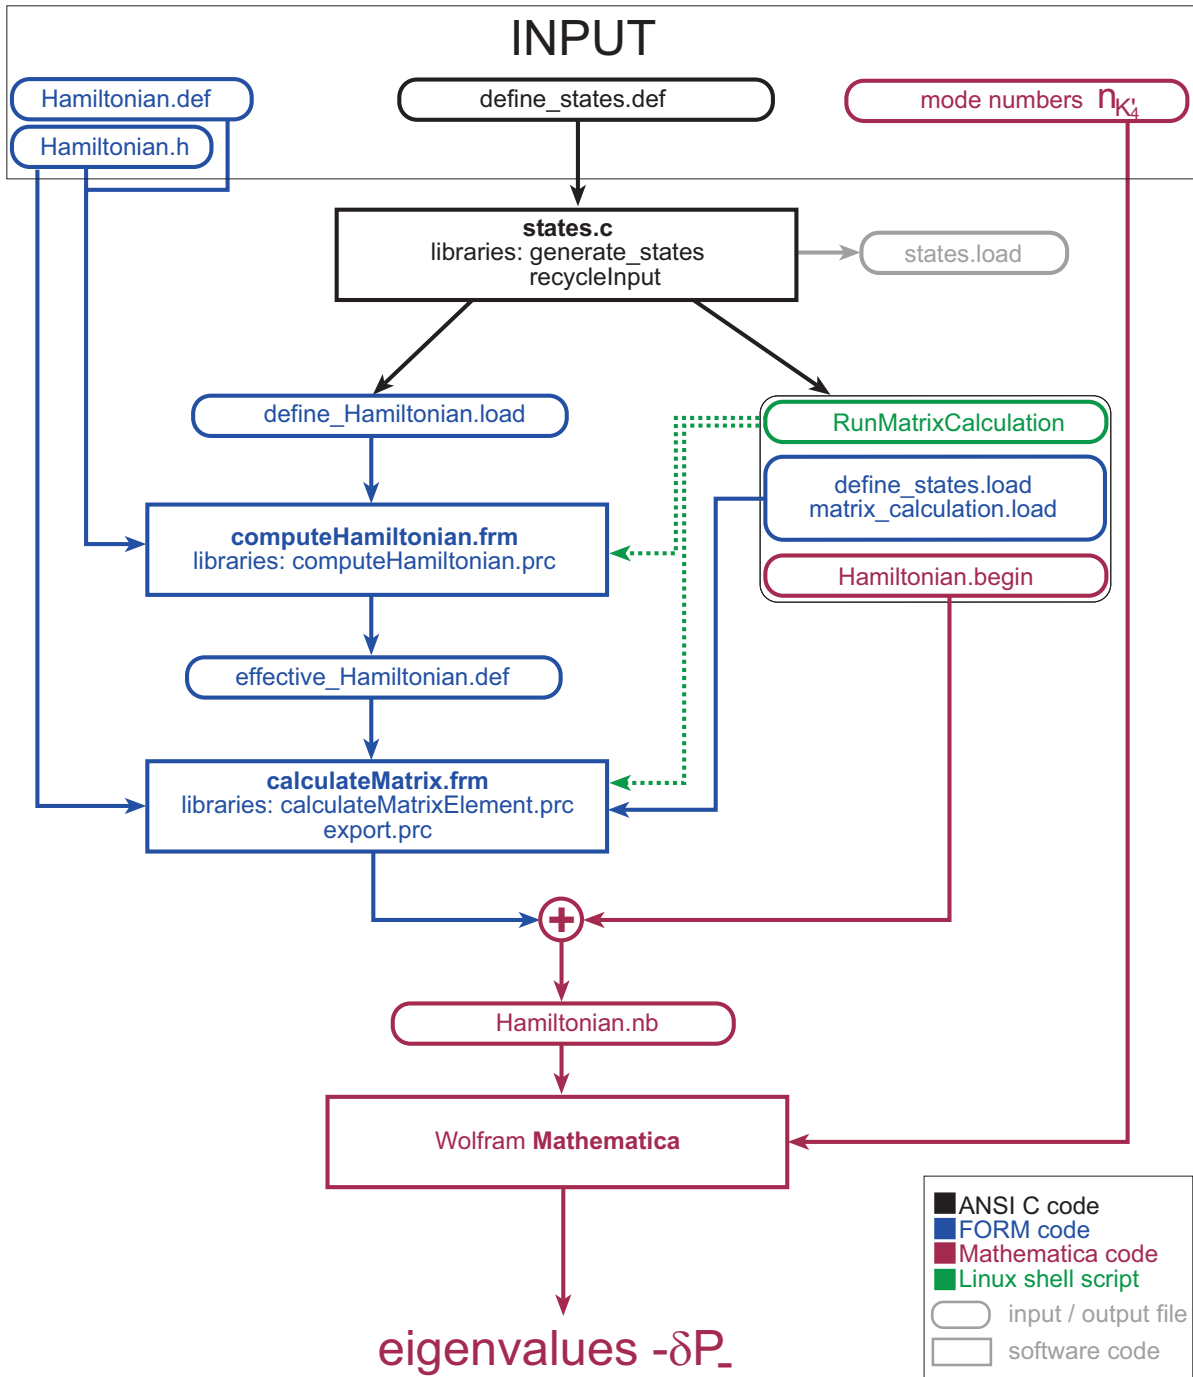 INPUT
Hamiltonian.def
define_states.def
mode numbers n_K'_4
Hamiltonian.h
states.c
libraries: generate_states
recycleInput
states.load
define_Hamiltonian.load
RunMatrixCalculation
define_states.load
matrix_calculation.load
Hamiltonian.begin
computeHamiltonian.frm
libraries: computeHamiltonian.prc
effective_Hamiltonian.def
calculateMatrix.frm
libraries: calculateMatrixElement.prc
export.prc
+
Hamiltonian.nb
Wolfram Mathematica
eigenvalues -δP_-
ANSI C code
FORM code
Mathematica code
Linux shell script
input / output file
software code